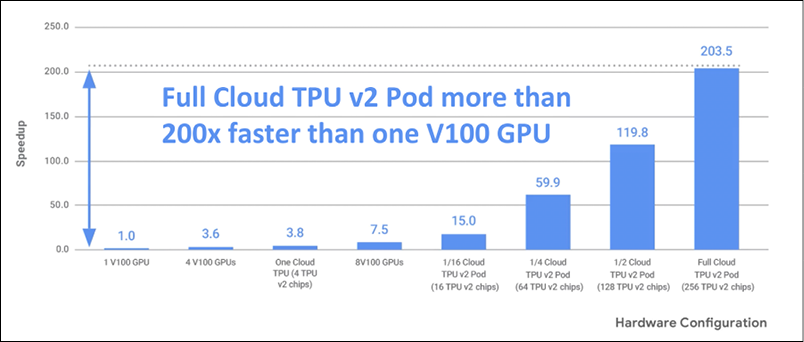 250.0
203.5
200.0
Full Cloud TPU v2 Pod more than
200x faster than one V100 GPU
150.0
119.8
Speedup
100.0
59.9
50.0
15.0
7.5
3.8
3.6
1.0
0.0
1 V100 GPU
4 V100 GPUs
One Cloud
TPU (4 TPU
v2 chips)
8V100 GPUs
1/16 Cloud
TPU v2 Pod
(16 TPU v2 chips)
1/4 Cloud
TPU v2 Pod
(64 TPU v2 chips)
1/2 Cloud
TPU v2 Pod
(128 TPU v2 chips)
Full Cloud
TPU v2 Pod
(256 TPU v2 chips)
Hardware Configuration